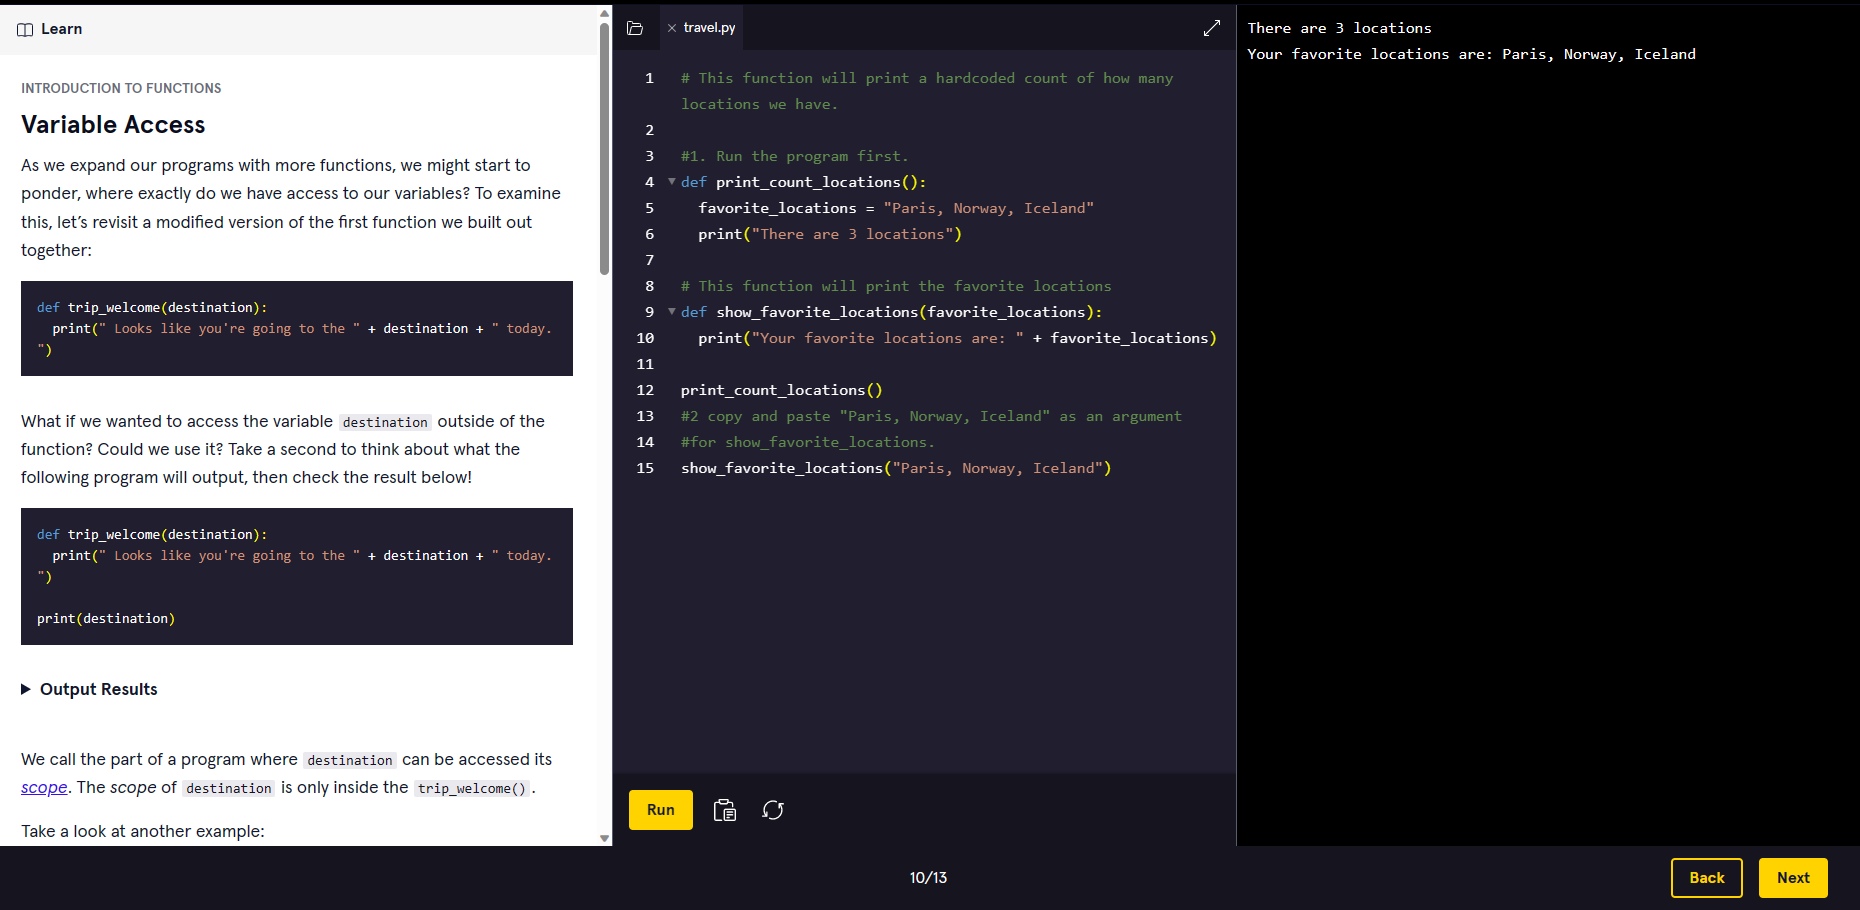 Learn
INTRODUCTION TO FUNCTIONS
Variable Access
As we expand our programs with more functions, we might start to
ponder, where exactly do we have access to our variables? To examine
this, let’s revisit a modified version of the first function we built out
together:
def trip_welcome(destination):
print(" Looks like you're going to the " + destination + " today.
")
What if we wanted to access the variable destination outside of the
function? Could we use it? Take a second to think about what the
following program will output, then check the result below!
def trip_welcome(destination):
print(" Looks like you're going to the " + destination + " today.
")
print(destination)
Output Results
We call the part of a program where destination can be accessed its
scope. The scope of destination is only inside the trip_welcome() .
Take a look at another example:
travel.py
1 # This function will print a hardcoded count of how many
locations we have.
2
3 #1. Run the program first.
4 def print_count_locations():
5 favorite_locations = "Paris, Norway, Iceland"
6 print("There are 3 locations")
7
8 # This function will print the favorite locations
9 def show_favorite_locations(favorite_locations):
10 print("Your favorite locations are: " + favorite_locations)
11
12 print_count_locations()
13 #2 copy and paste "Paris, Norway, Iceland" as an argument
14 #for show_favorite_locations.
15 show_favorite_locations("Paris, Norway, Iceland")
Run
There are 3 locations
Your favorite locations are: Paris, Norway, Iceland
10/13
Back
Next